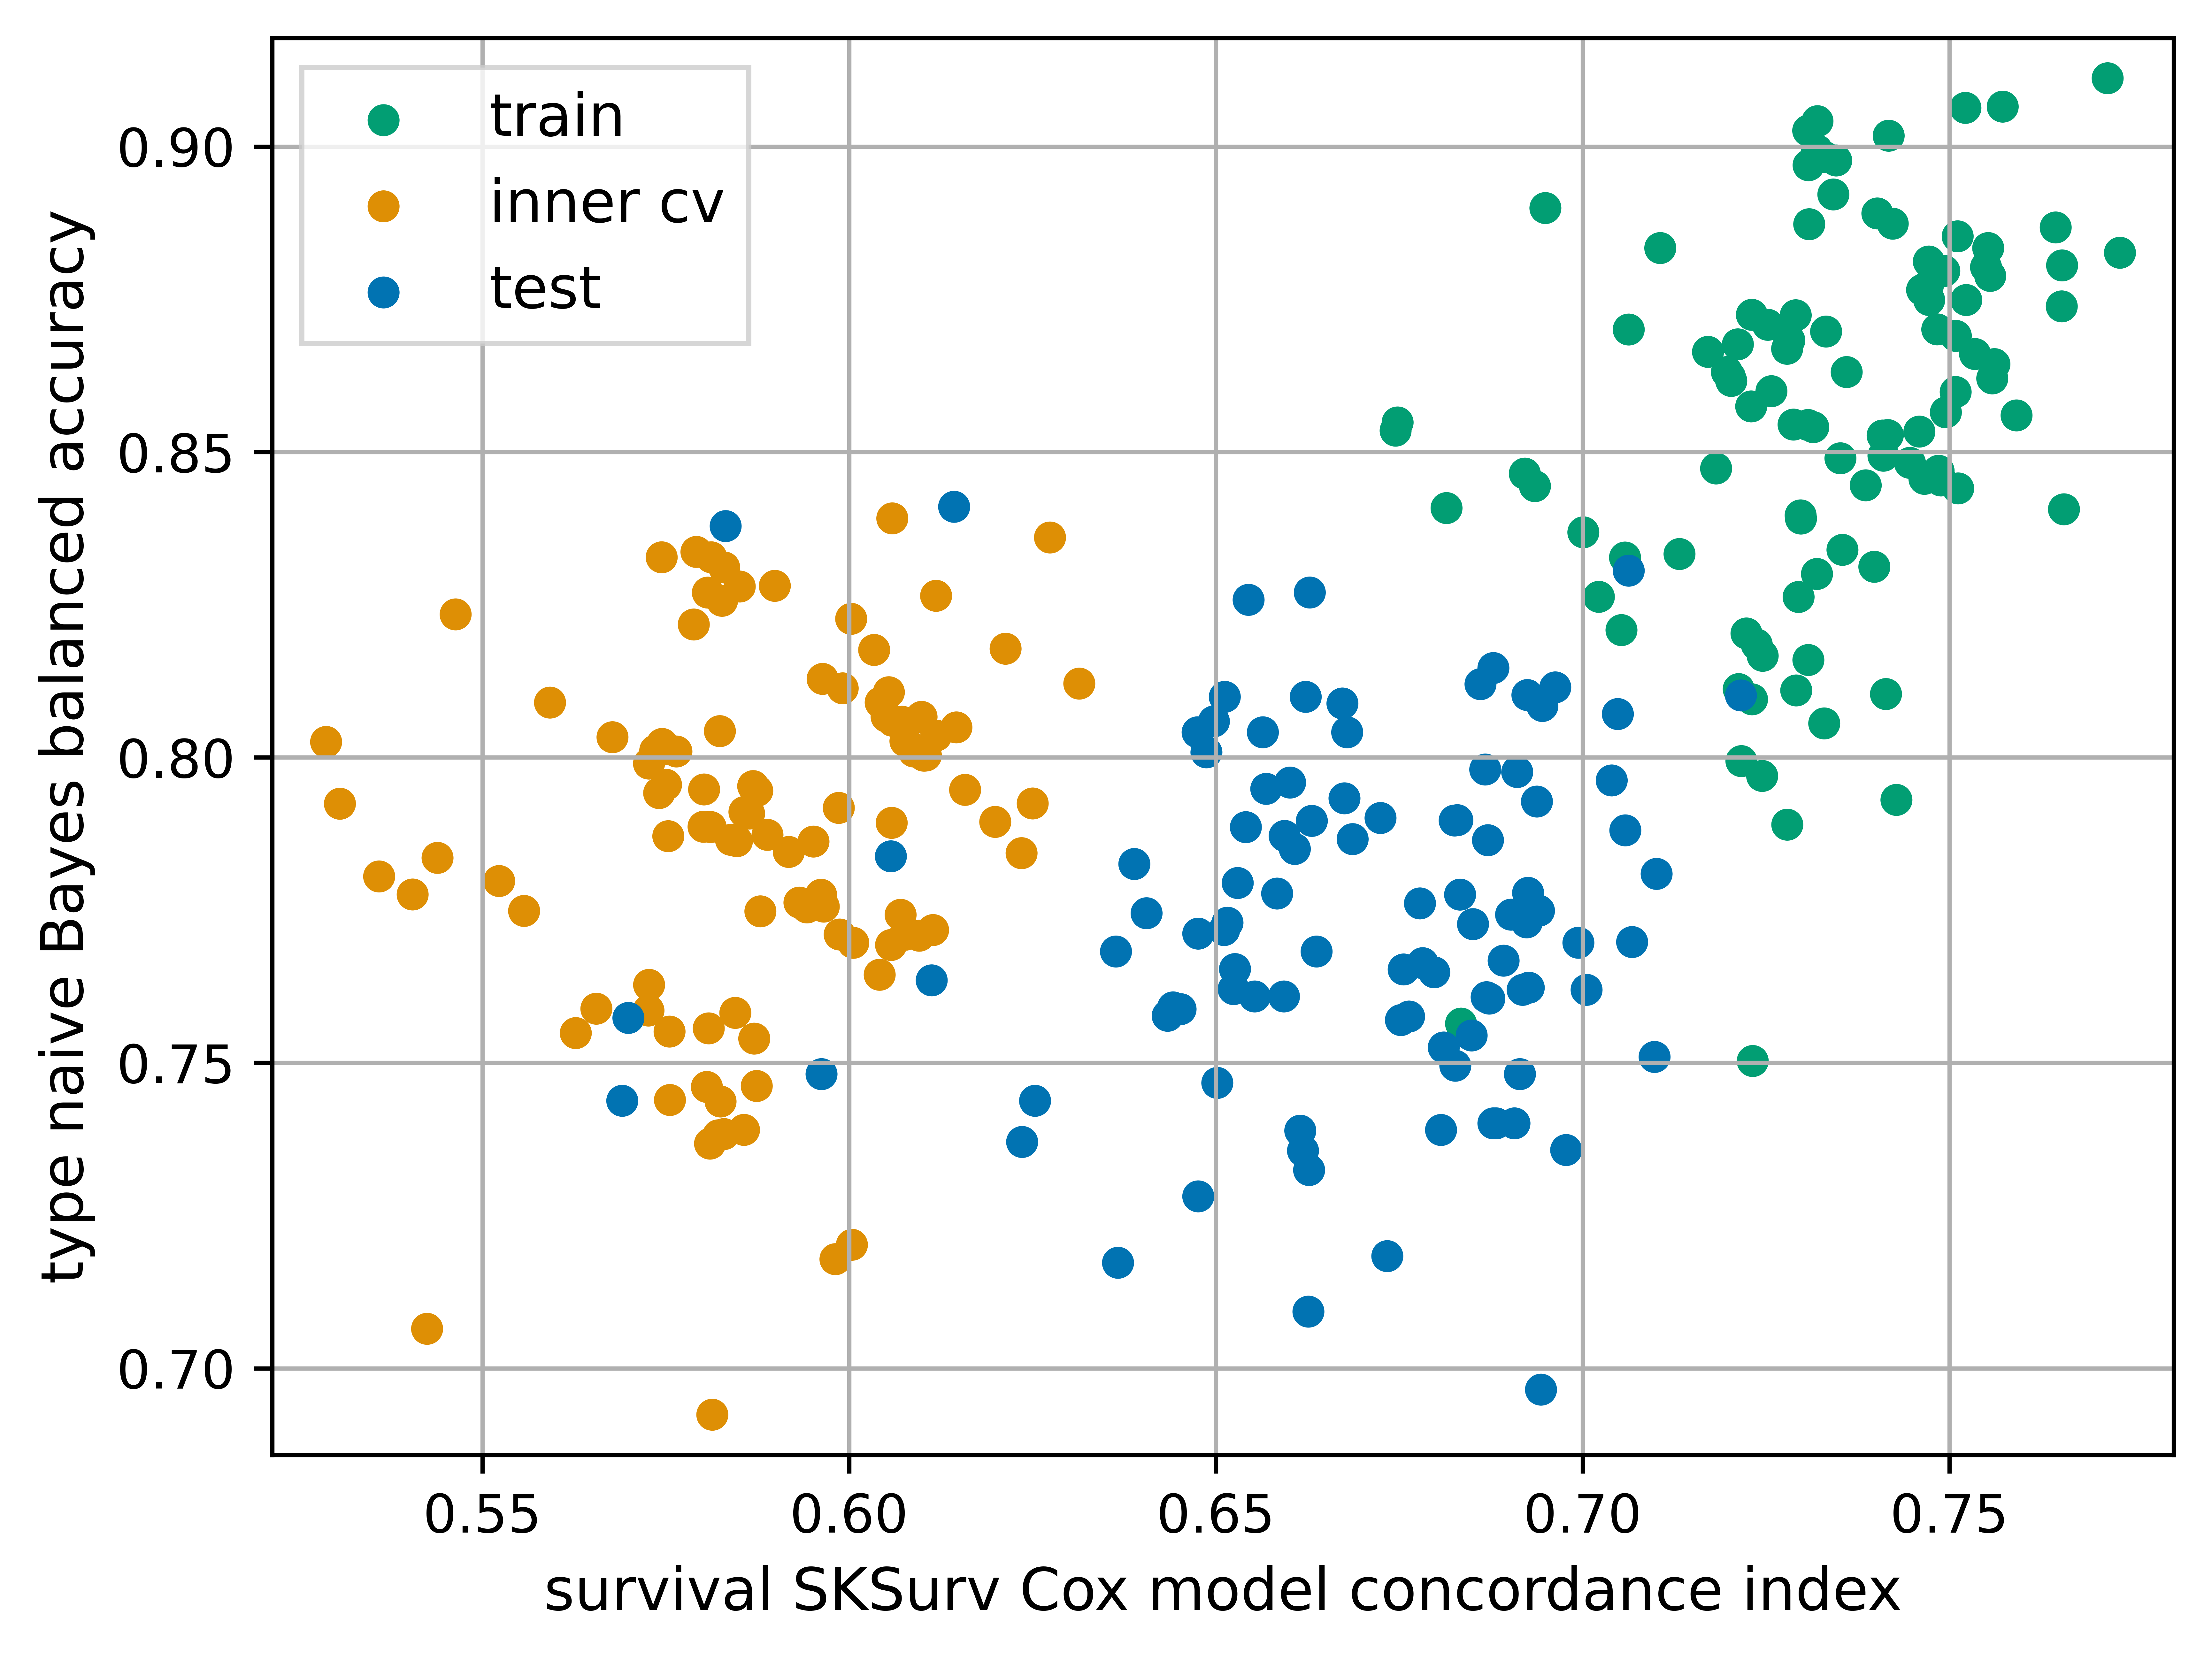 train
inner cv
test
type naive Bayes balanced accuracy
0.90
0.85
0.80
0.75
0.70
0.55 0.60 0.65 0.70 0.75
survival SKSurv Cox model concordance index